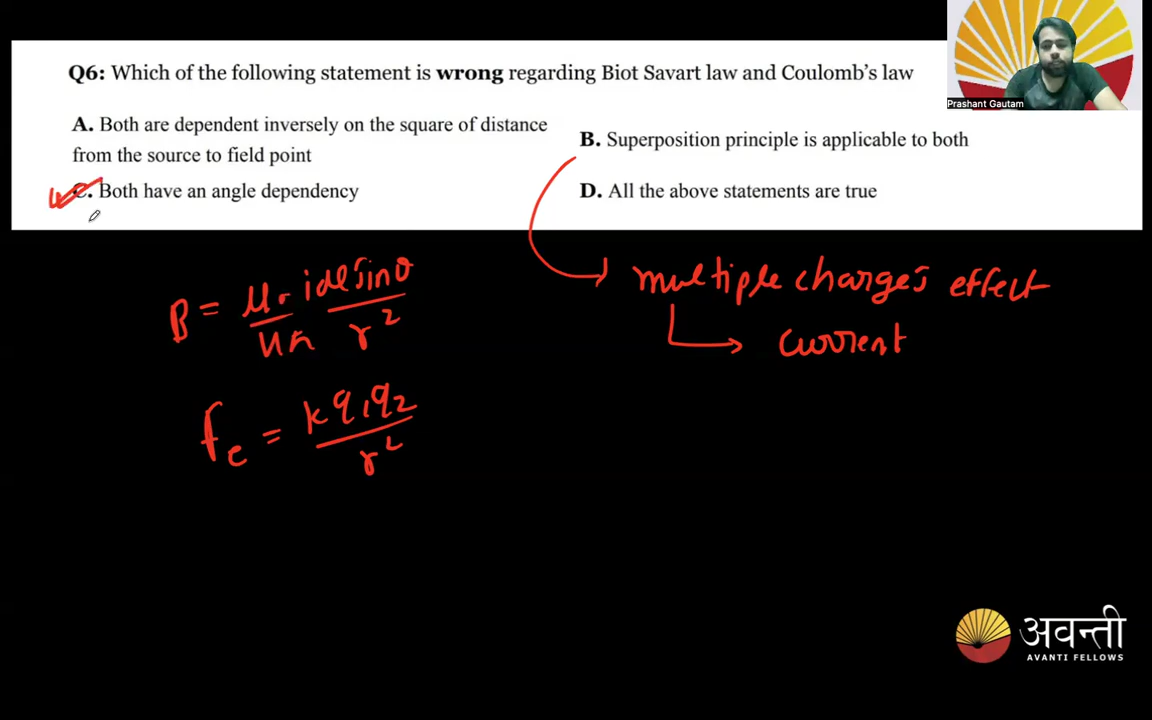 Prashant Gautam
Q6: Which of the following statement is wrong regarding Biot Savart law and Coulomb's law
A. Both are dependent inversely on the square of distance
from the source to field point
B. Superposition principle is applicable to both
C. Both have an angle dependency
D. All the above statements are true
B = μ₀ idl sinθ
4π r²
multiple charges effect
current
Fe = kq1q2
r²
अवन्ती
AVANTI FELLOWS